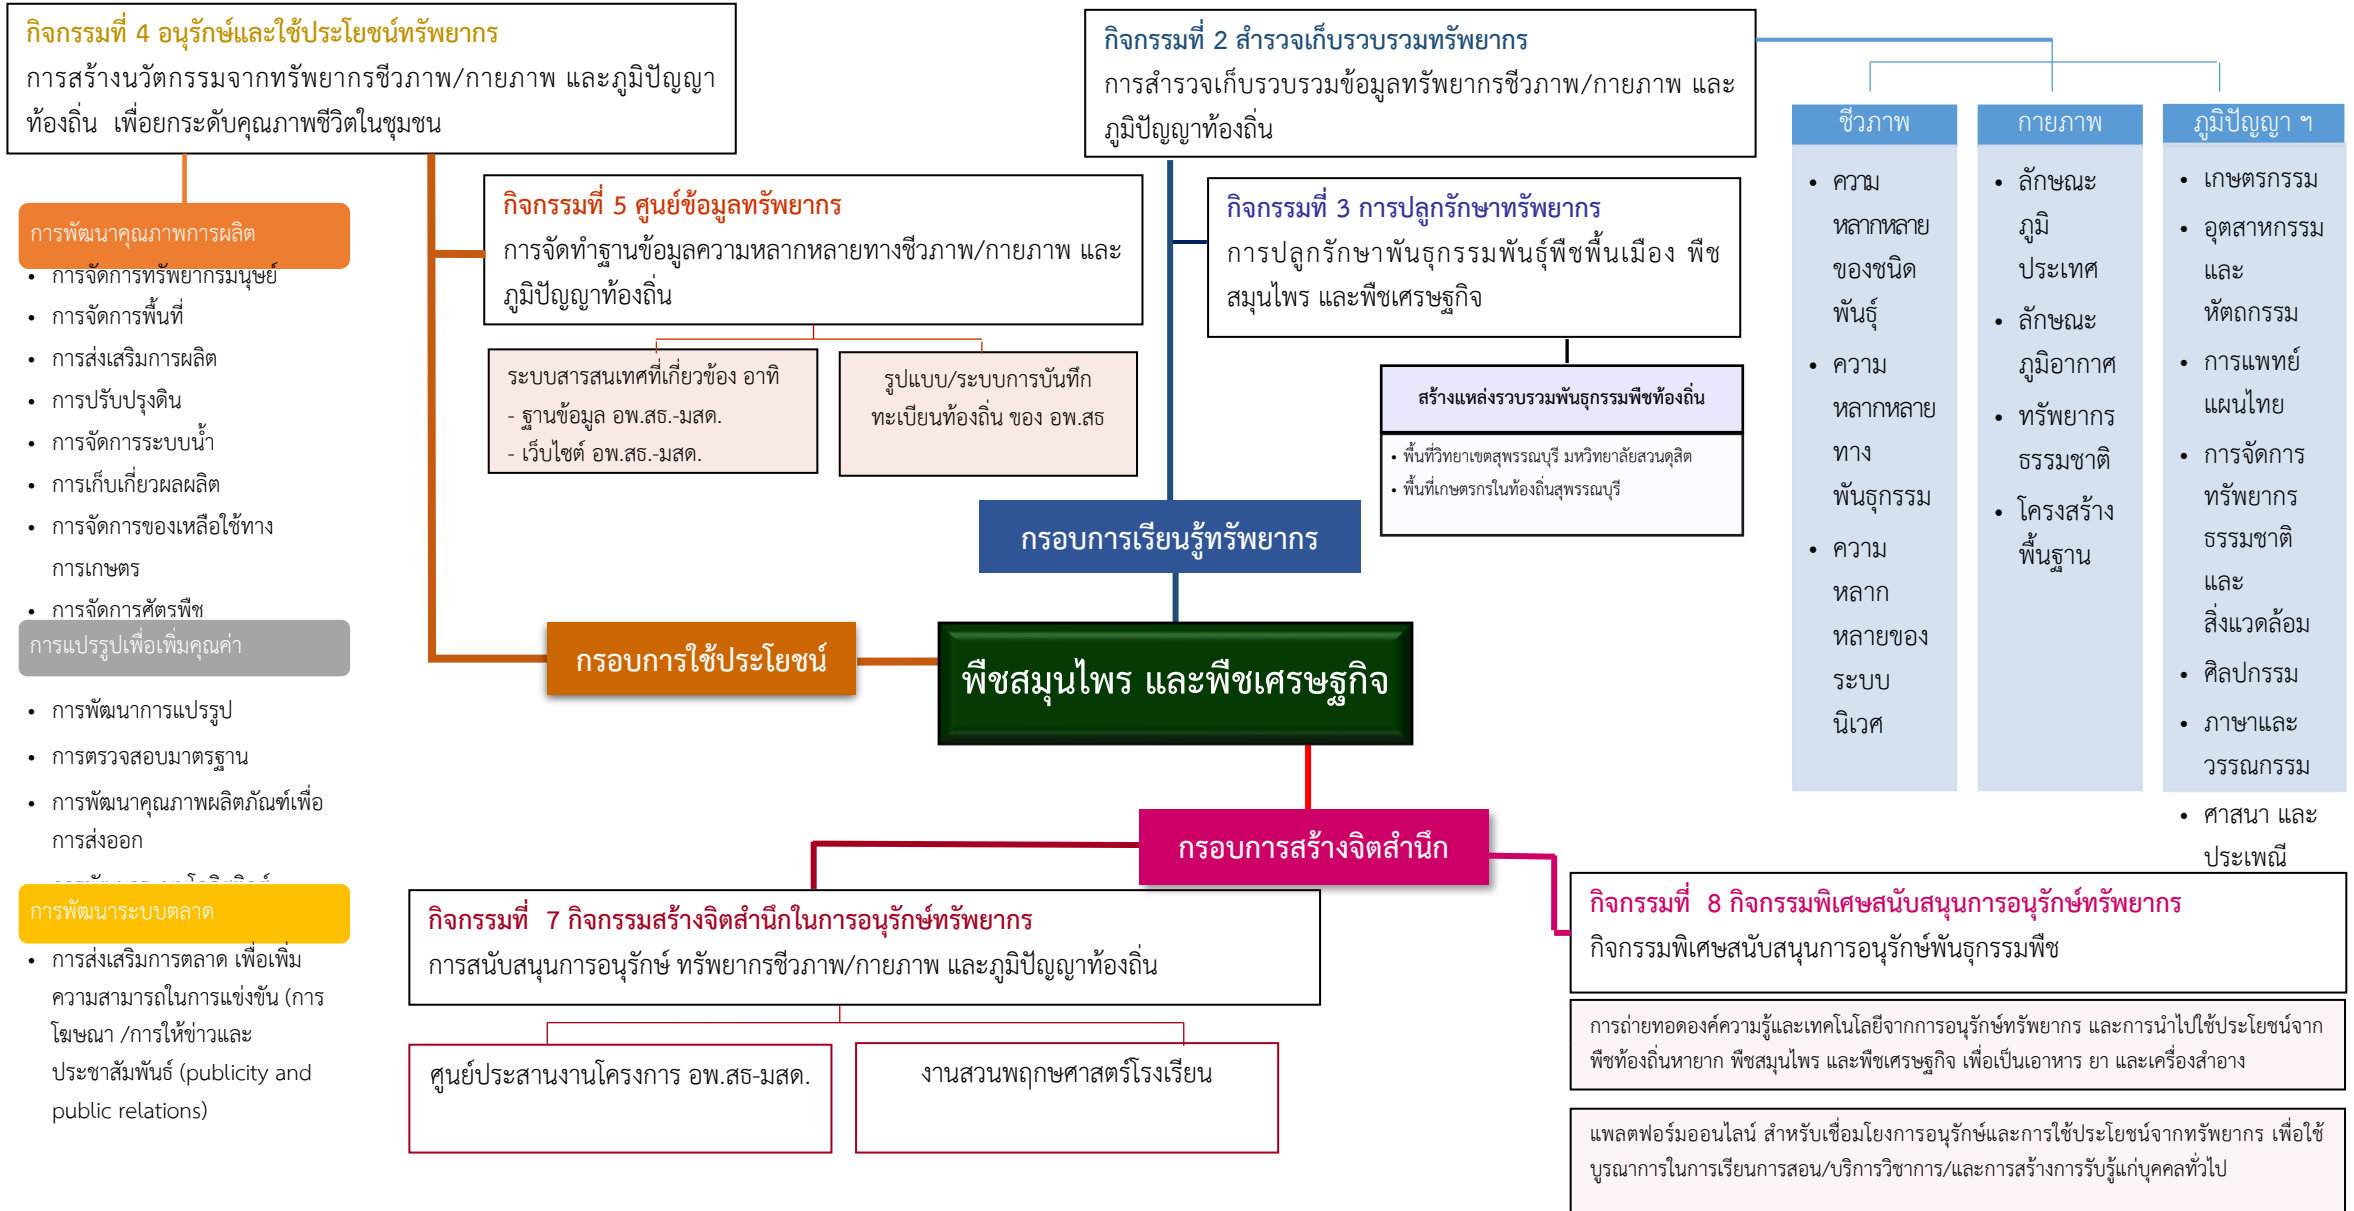 กิจกรรมที่ 4 อนุรักษ์และใช้ประโยชน์ทรัพยากร
การสร้างนวัตกรรมจากทรัพยากรชีวภาพ/กายภาพ และภูมิปัญญา
ท้องถิ่น เพื่อยกระดับคุณภาพชีวิตในชุมชน
การพัฒนาคุณภาพการผลิต
• การจัดการทรัพยากรมนุษย์
• การจัดการพื้นที่
• การส่งเสริมการผลิต
• การปรับปรุงดิน
• การจัดการระบบน้ำ
• การเก็บเกี่ยวผลผลิต
• การจัดการของเหลือใช้ทาง
การเกษตร
• การจัดการศัตรพืช
การแปรรูปเพื่อเพิ่มคุณค่า
• การพัฒนาการแปรรูป
• การตรวจสอบมาตรฐาน
• การพัฒนาคุณภาพผลิตภัณฑ์เพื่อ
การส่งออก
การพัฒนาระบบตลาด
• การส่งเสริมการตลาด เพื่อเพิ่ม
ความสามารถในการแข่งขัน (การ
โฆษณา /การให้ข่าวและ
ประชาสัมพันธ์ (publicity and
public relations)
กิจกรรมที่ 5 ศูนย์ข้อมูลทรัพยากร
การจัดทำฐานข้อมูลความหลากหลายทางชีวภาพ/กายภาพ และ
ภูมิปัญญาท้องถิ่น
ระบบสารสนเทศที่เกี่ยวข้อง อาทิ
- ฐานข้อมูล อพ.สธ.-มสด.
- เว็บไซต์ อพ.สธ.-มสด.
รูปแบบ/ระบบการบันทึก
ทะเบียนท้องถิ่น ของ อพ.สธ
กิจกรรมที่ 2 สำรวจเก็บรวบรวมทรัพยากร
การสำรวจเก็บรวบรวมข้อมูลทรัพยากรชีวภาพ/กายภาพ และ
ภูมิปัญญาท้องถิ่น
กิจกรรมที่ 3 การปลูกรักษาทรัพยากร
การปลูกรักษาพันธุกรรมพันธุ์พืชพื้นเมือง พืช
สมุนไพร และพืชเศรษฐกิจ
สร้างแหล่งรวบรวมพันธุกรรมพืชท้องถิ่น
• พื้นที่วิทยาเขตสุพรรณบุรี มหวิทยาลัยสวนดุสิต
• พื้นที่เกษตรกรในท้องถิ่นสุพรรณบุรี
ชีวภาพ
• ความ
หลากหลาย
ของชนิด
พันธุ์
• ความ
หลากหลาย
ทาง
พันธุกรรม
• ความ
หลาก
หลายของ
ระบบ
นิเวศ
กายภาพ
• ลักษณะ
ภูมิ
ประเทศ
• ลักษณะ
ภูมิอากาศ
• ทรัพยากร
ธรรมชาติ
• โครงสร้าง
พื้นฐาน
ภูมิปัญญา ฯ
• เกษตรกรรม
• อุตสาหกรรม
และ
หัตถกรรม
• การแพทย์
แผนไทย
• การจัดการ
ทรัพยากร
ธรรมชาติ
และ
สิ่งแวดล้อม
• ศิลปกรรม
• ภาษาและ
วรรณกรรม
• ศาสนา และ
ประเพณี
กรอบการเรียนรู้ทรัพยากร
กรอบการใช้ประโยชน์
พืชสมุนไพร และพืชเศรษฐกิจ
กรอบการสร้างจิตสำนึก
กิจกรรมที่ 7 กิจกรรมสร้างจิตสำนึกในการอนุรักษ์ทรัพยากร
การสนับสนุนการอนุรักษ์ ทรัพยากรชีวภาพ/กายภาพ และภูมิปัญญาท้องถิ่น
ศูนย์ประสานงานโครงการ อพ.สธ-มสด.
งานสวนพฤกษศาสตร์โรงเรียน
กิจกรรมที่ 8 กิจกรรมพิเศษสนับสนุนการอนุรักษ์ทรัพยากร
กิจกรรมพิเศษสนับสนุนการอนุรักษ์พันธุกรรมพืช
การถ่ายทอดองค์ความรู้และเทคโนโลยีจากการอนุรักษ์ทรัพยากร และการนำไปใช้ประโยชน์จาก
พืชท้องถิ่นหายาก พืชสมุนไพร และพืชเศรษฐกิจ เพื่อเป็นอาหาร ยา และเครื่องสำอาง
แพลตฟอร์มออนไลน์ สำหรับเชื่อมโยงการอนุรักษ์และการใช้ประโยชน์จากทรัพยากร เพื่อใช้
บูรณาการในการเรียนการสอน/บริการวิชาการ/และการสร้างการรับรู้แก่บุคคลทั่วไป